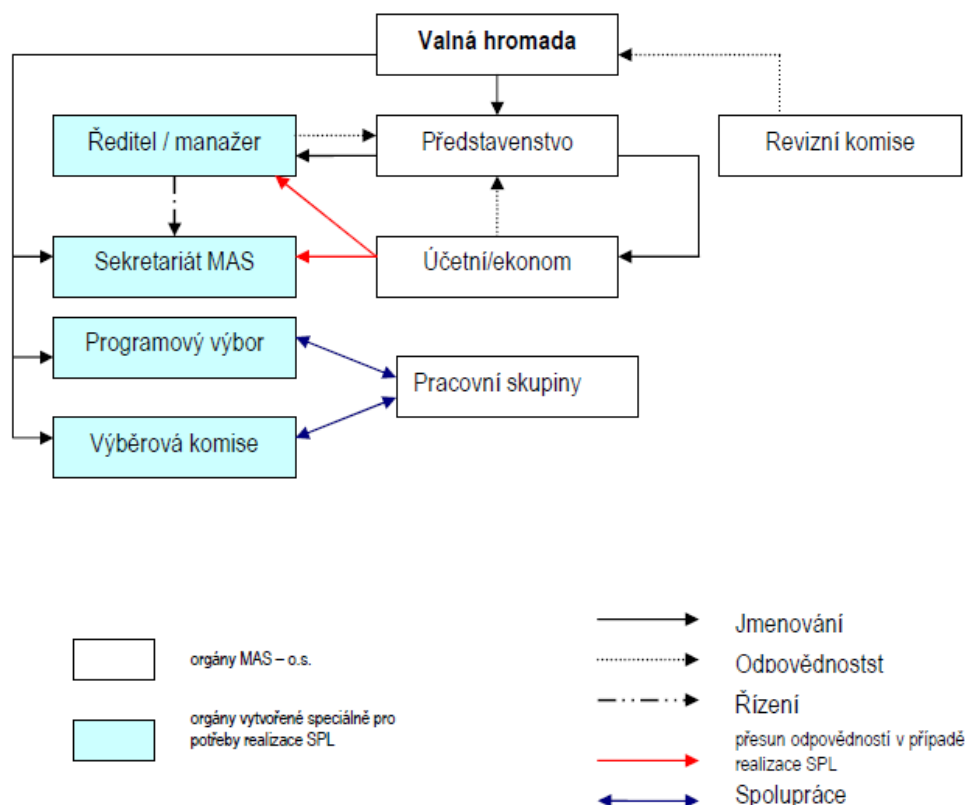 Valná hromada
Ředitel / manažer
Představenstvo
Revizní komise
Sekretariát MAS
Účetní/ekonom
Programový výbor
Pracovní skupiny
Výběrová komise
orgány MAS – o.s.
orgány vytvořené speciálně pro
potřeby realizace SPL
Jmenování
Odpovědnostst
Řízení
přesun odpovědností v případě
realizace SPL
Spolupráce